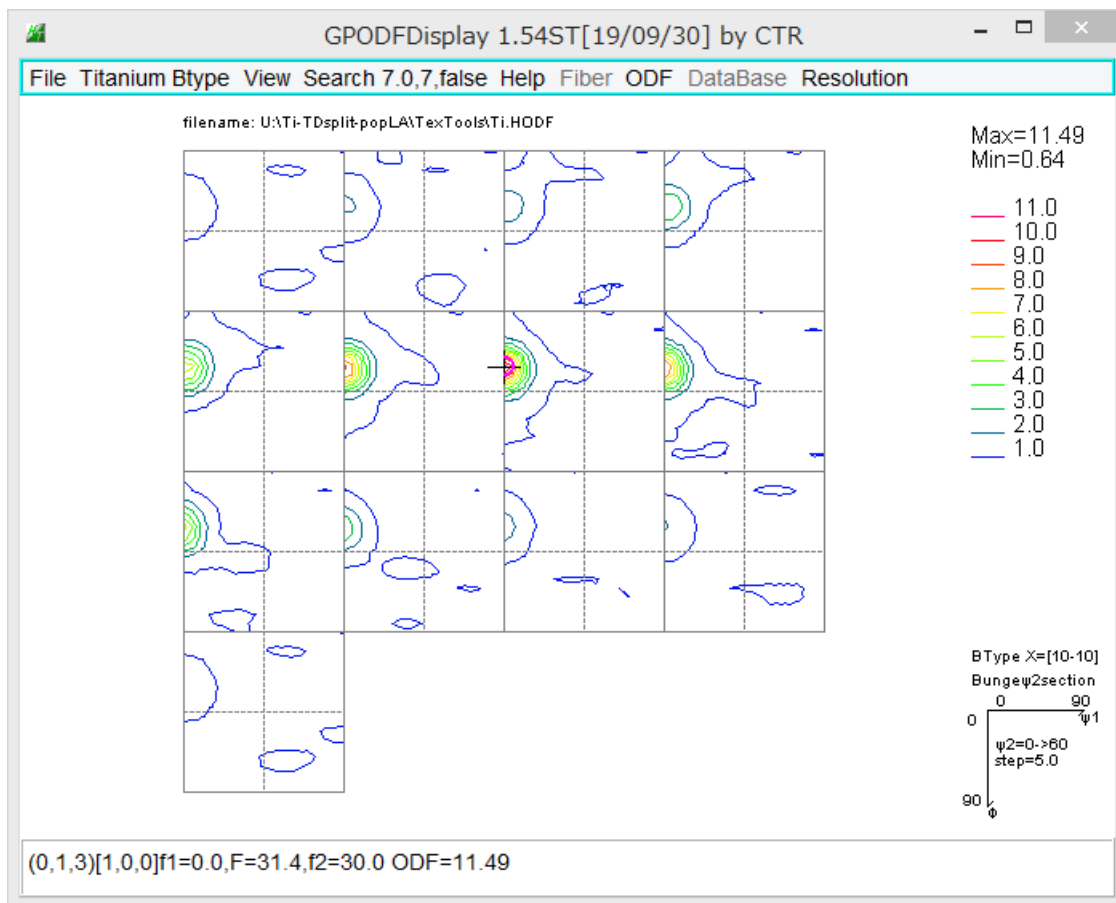 GPODFDisplay 1.54ST[19/09/30] by CTR
File Titanium Btype View Search 7.0,7,false Help Fiber ODF DataBase Resolution
filename: U:\Ti-TDsplit-popLA\TexTools\Ti.HODF
Max=11.49
Min=0.64
11.0
10.0
9.0
8.0
7.0
6.0
5.0
4.0
3.0
2.0
1.0
BType X=[10-10]
Bungeψ2section
0 90
0 ψ1
ψ2=0->60
step=5.0
90 Φ
(0,1,3)[1,0,0]f1=0.0,F=31.4,f2=30.0 ODF=11.49